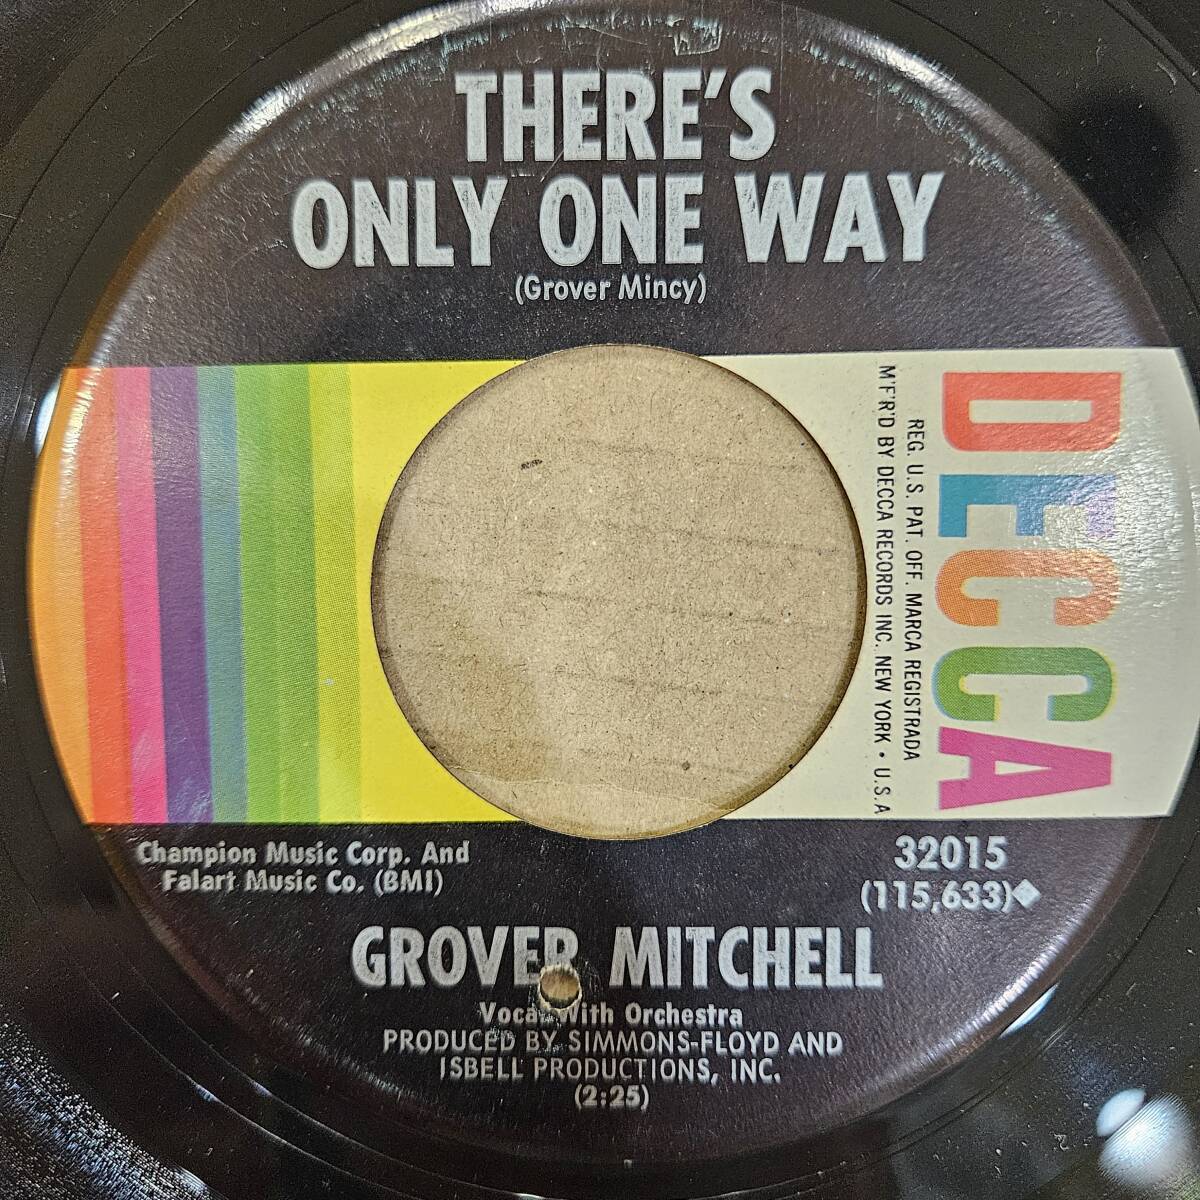 THERE'S
ONLY ONE WAY
(Grover Mincy)
DECCA
REG. U.S. PAT. OFF. MARCA REGISTRADA
M'F'R'D BY DECCA RECORDS INC. NEW YORK • U.S.A
Champion Music Corp. And
Falart Music Co. (BMI)
32015
(115,633)◆
GROVER MITCHELL
Vocal With Orchestra
PRODUCED BY SIMMONS-FLOYD AND
ISBELL PRODUCTIONS, INC.
(2:25)